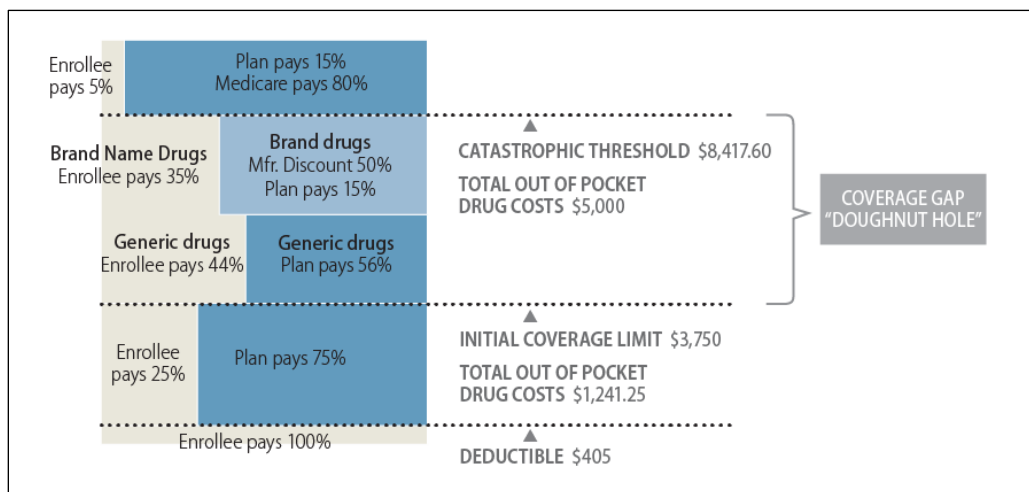 Enrollee
pays 5%
Plan pays 15%
Medicare pays 80%
Brand Name Drugs
Enrollee pays 35%
Brand drugs
Mfr. Discount 50%
Plan pays 15%
CATASTROPHIC THRESHOLD $8,417.60
TOTAL OUT OF POCKET
DRUG COSTS $5,000
COVERAGE GAP
"DOUGHNUT HOLE"
Generic drugs
Enrollee pays 44%
Generic drugs
Plan pays 56%
Enrollee
pays 25%
Plan pays 75%
INITIAL COVERAGE LIMIT $3,750
TOTAL OUT OF POCKET
DRUG COSTS $1,241.25
Enrollee pays 100%
DEDUCTIBLE $405